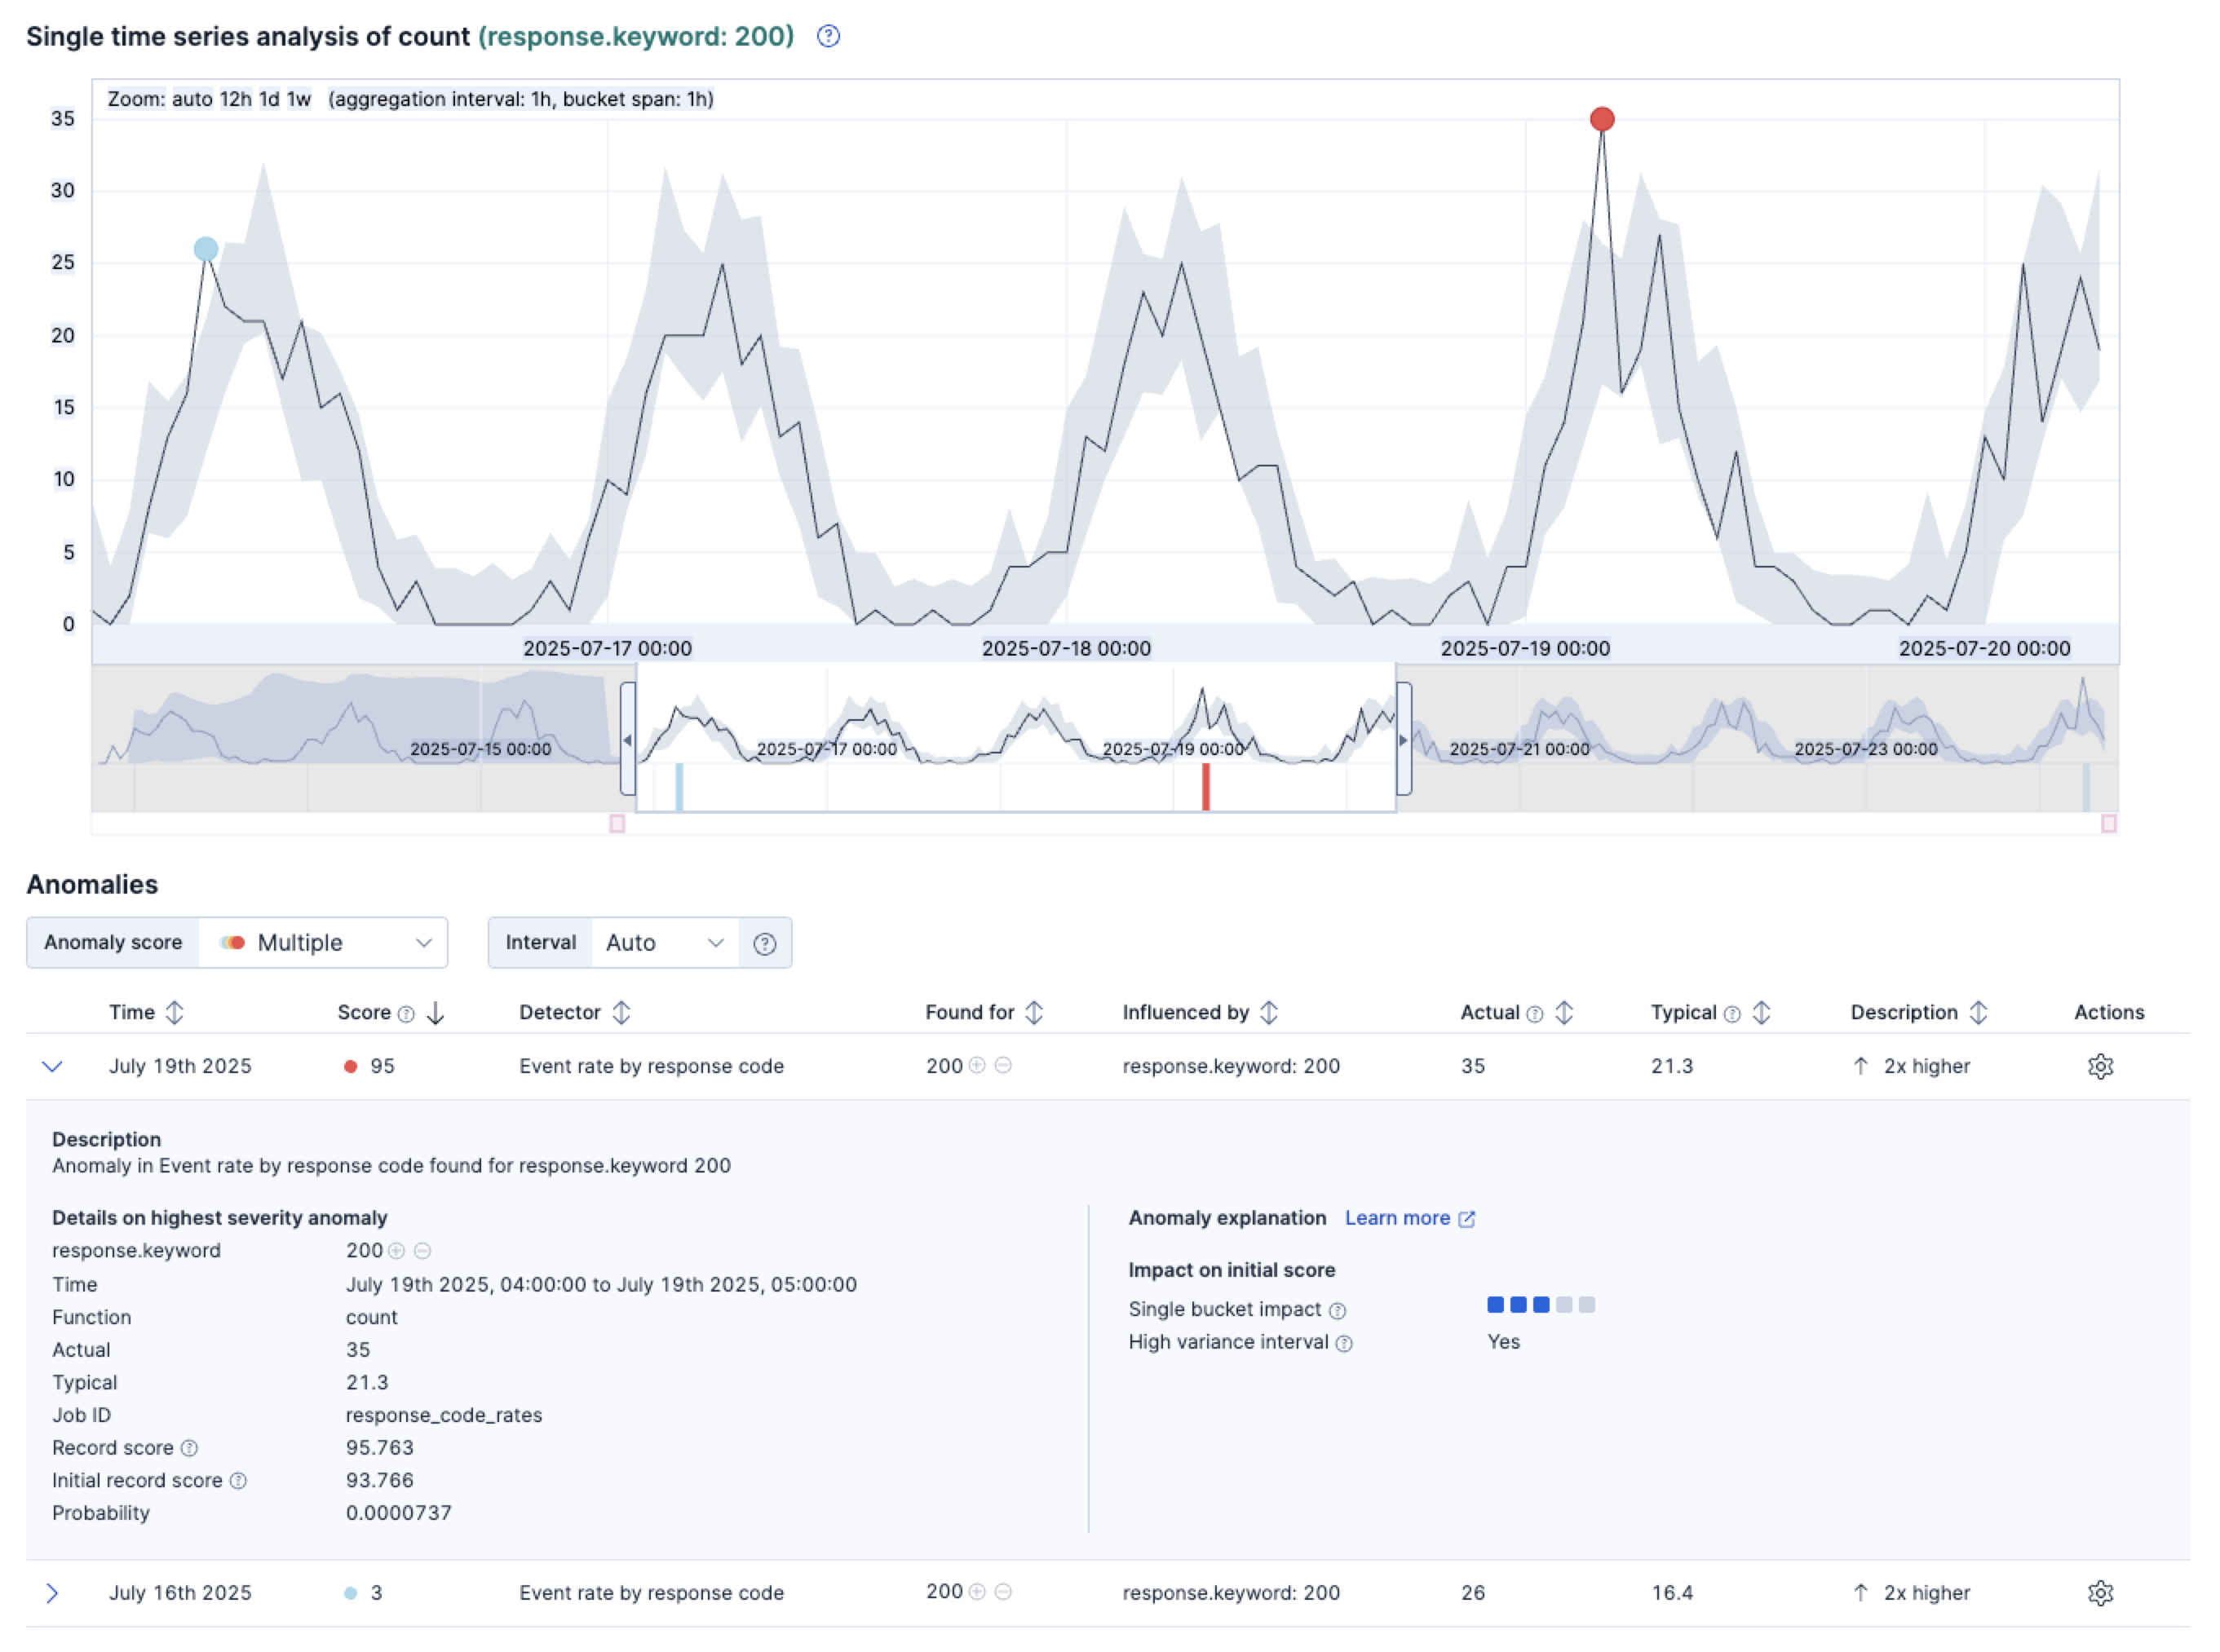 Single time series analysis of count (response.keyword: 200)
Zoom: auto 12h 1d 1w (aggregation interval: 1h, bucket span: 1h)
35
30
25
20
15
10
5
0
2025-07-17 00:00 2025-07-18 00:00 2025-07-19 00:00 2025-07-20 00:00
2025-07-15 00:00 2025-07-17 00:00 2025-07-19 00:00 2025-07-21 00:00 2025-07-23 00:00
Anomalies
Anomaly score Multiple Interval Auto
Time Score Detector Found for Influenced by Actual Typical Description Actions
July 19th 2025 95 Event rate by response code 200 response.keyword: 200 35 21.3 ↑ 2x higher
Description
Anomaly in Event rate by response code found for response.keyword 200
Details on highest severity anomaly
response.keyword 200
Time July 19th 2025, 04:00:00 to July 19th 2025, 05:00:00
Function count
Actual 35
Typical 21.3
Job ID response_code_rates
Record score 95.763
Initial record score 93.766
Probability 0.0000737
Anomaly explanation Learn more
Impact on initial score
Single bucket impact
High variance interval Yes
July 16th 2025 3 Event rate by response code 200 response.keyword: 200 26 16.4 ↑ 2x higher